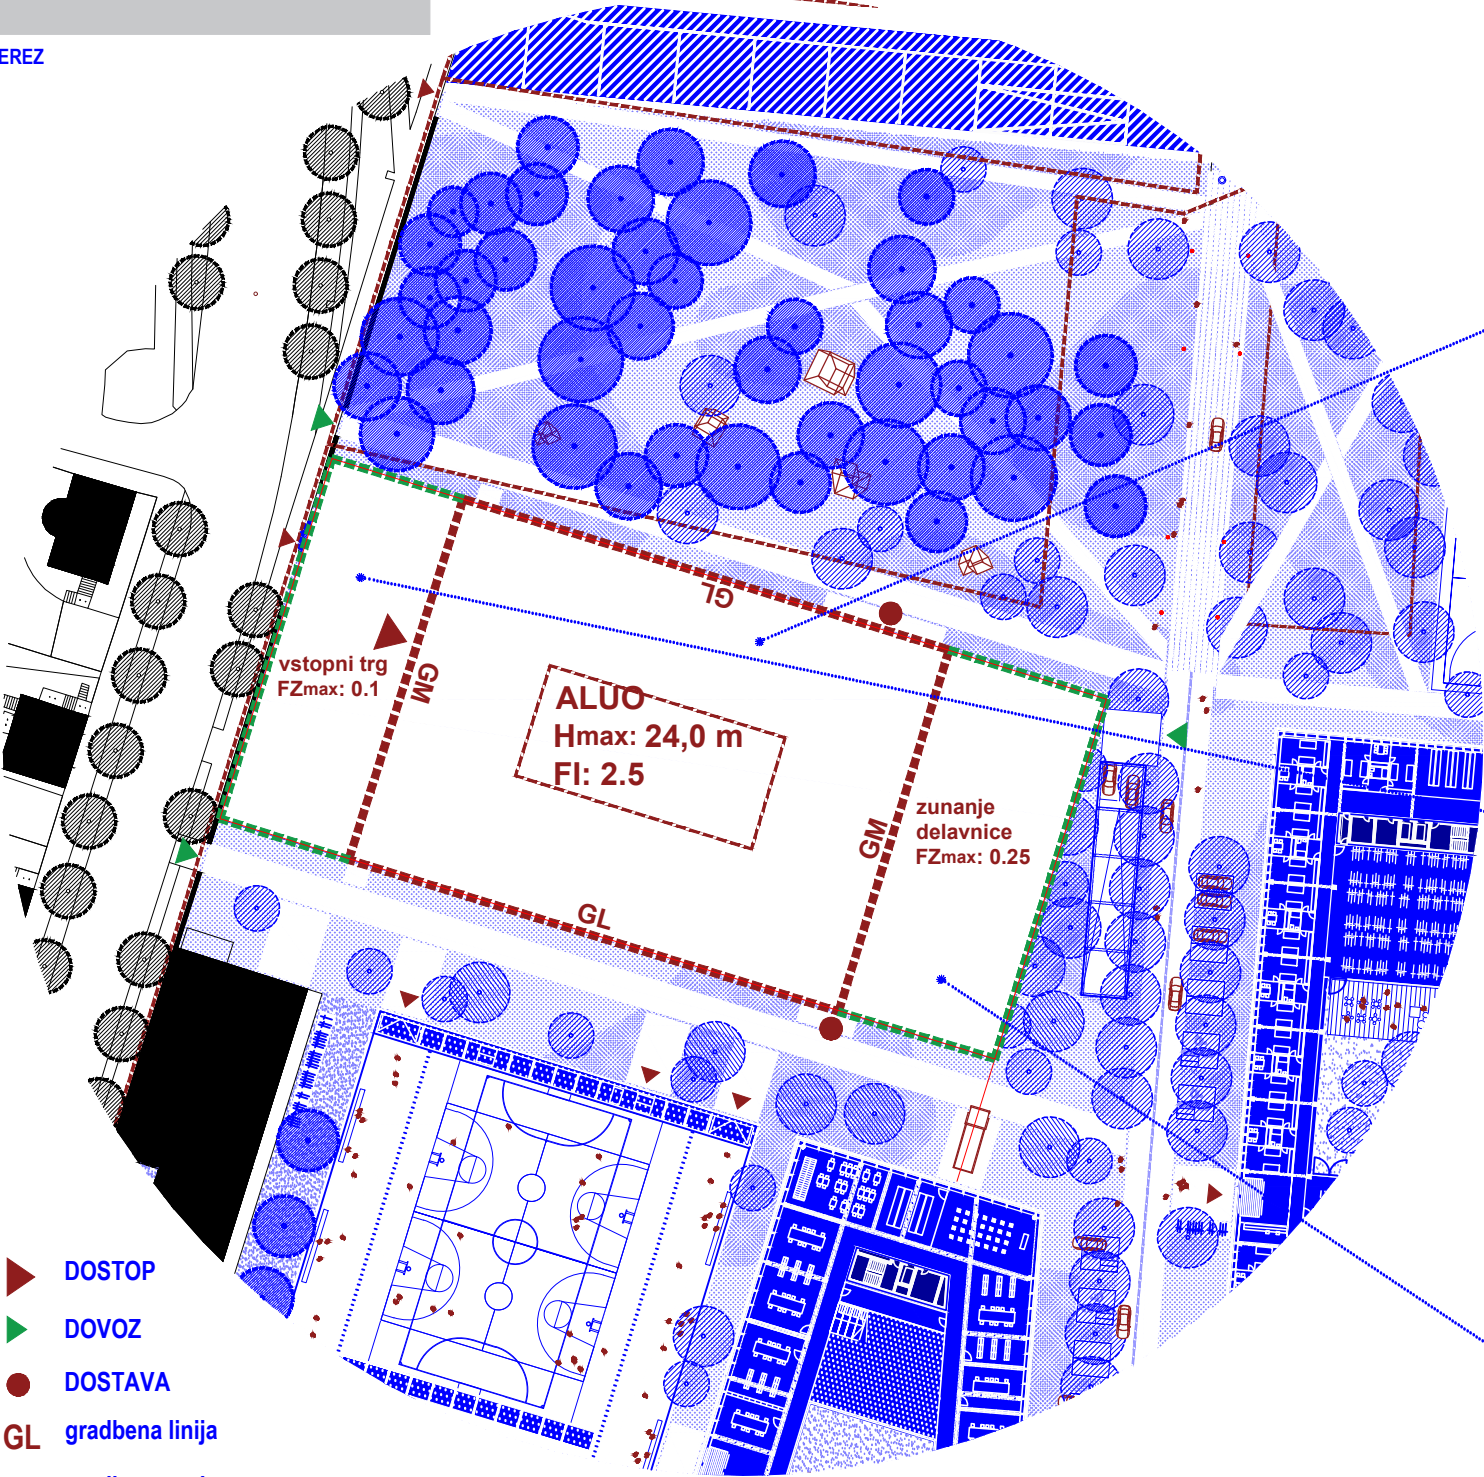 EREZ
GL
vstopni trg
FZmax: 0.1
GM
ALUO
Hmax: 24,0 m
FI: 2.5
zunanje
delavnice
FZmax: 0.25
GM
GL
DOSTOP
DOVOZ
DOSTAVA
GL gradbena linija